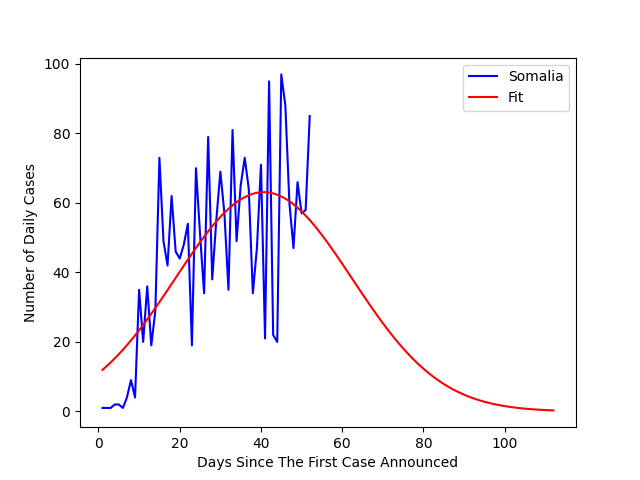 100
80
60
40
20
0
Number of Daily Cases
Somalia
Fit
0 20 40 60 80 100
Days Since The First Case Announced